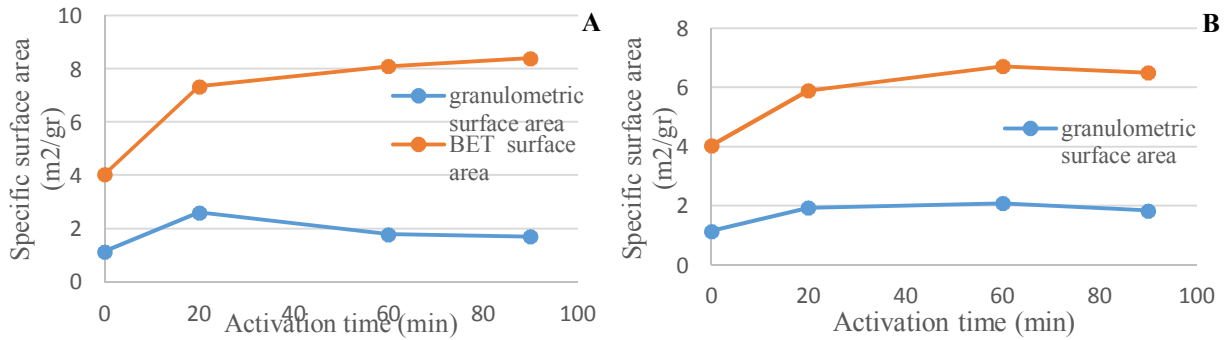 A
10
8
6
4
2
0
Specific surface area
(m2/gr)
granulometric
surface area
BET surface
area
0 20 40 60 80 100
Activation time (min)
B
8
6
4
2
0
Specific surface area
(m2/gr)
granulometric
surface area
0 20 40 60 80 100
Activation time (min)